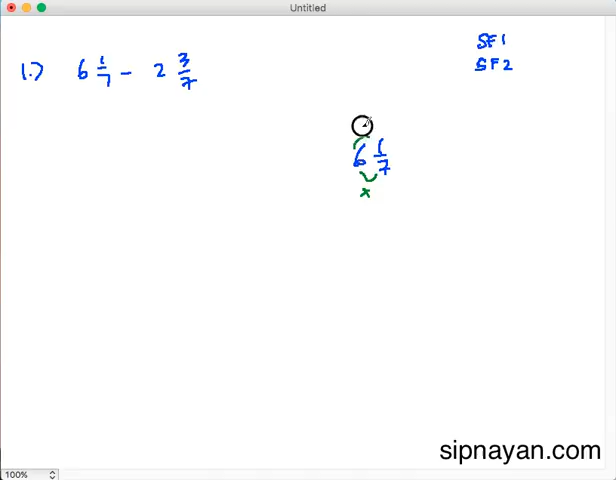 Untitled
SF1
SF2
1.) 6 1/7 - 2 3/7
6 1/7
x
sipnayan.com
100%